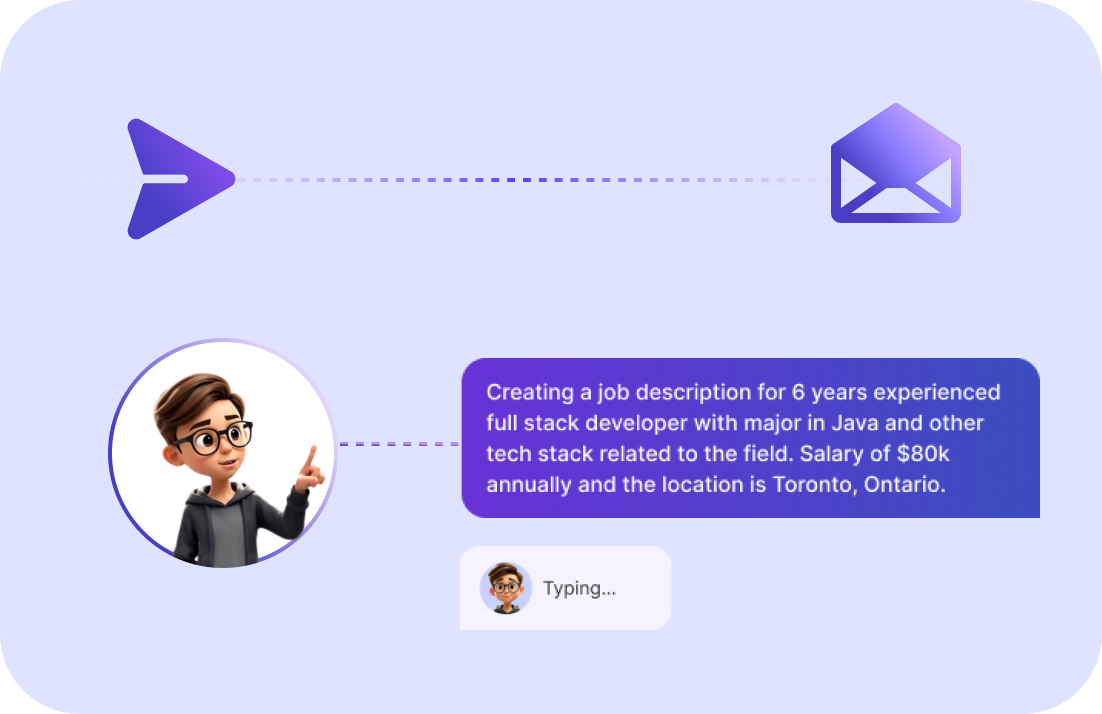 Creating a job description for 6 years experienced
full stack developer with major in Java and other
tech stack related to the field. Salary of $80k
annually and the location is Toronto, Ontario.
Typing...